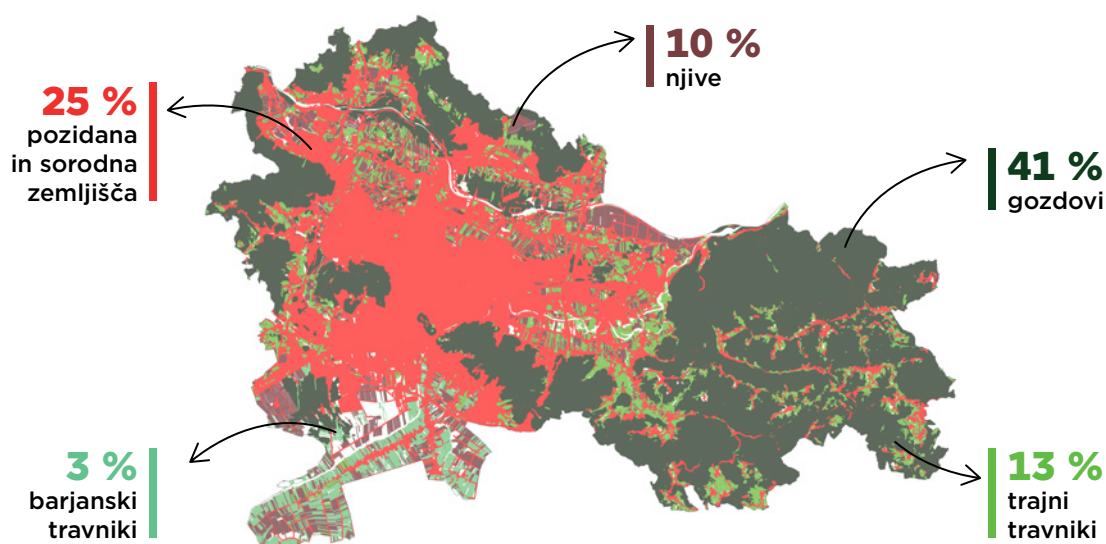 10 %
njive
25 %
pozidana
in sorodna
zemljišča
41 %
gozdovi
3 %
barjanski
travniki
13 %
trajni
travniki